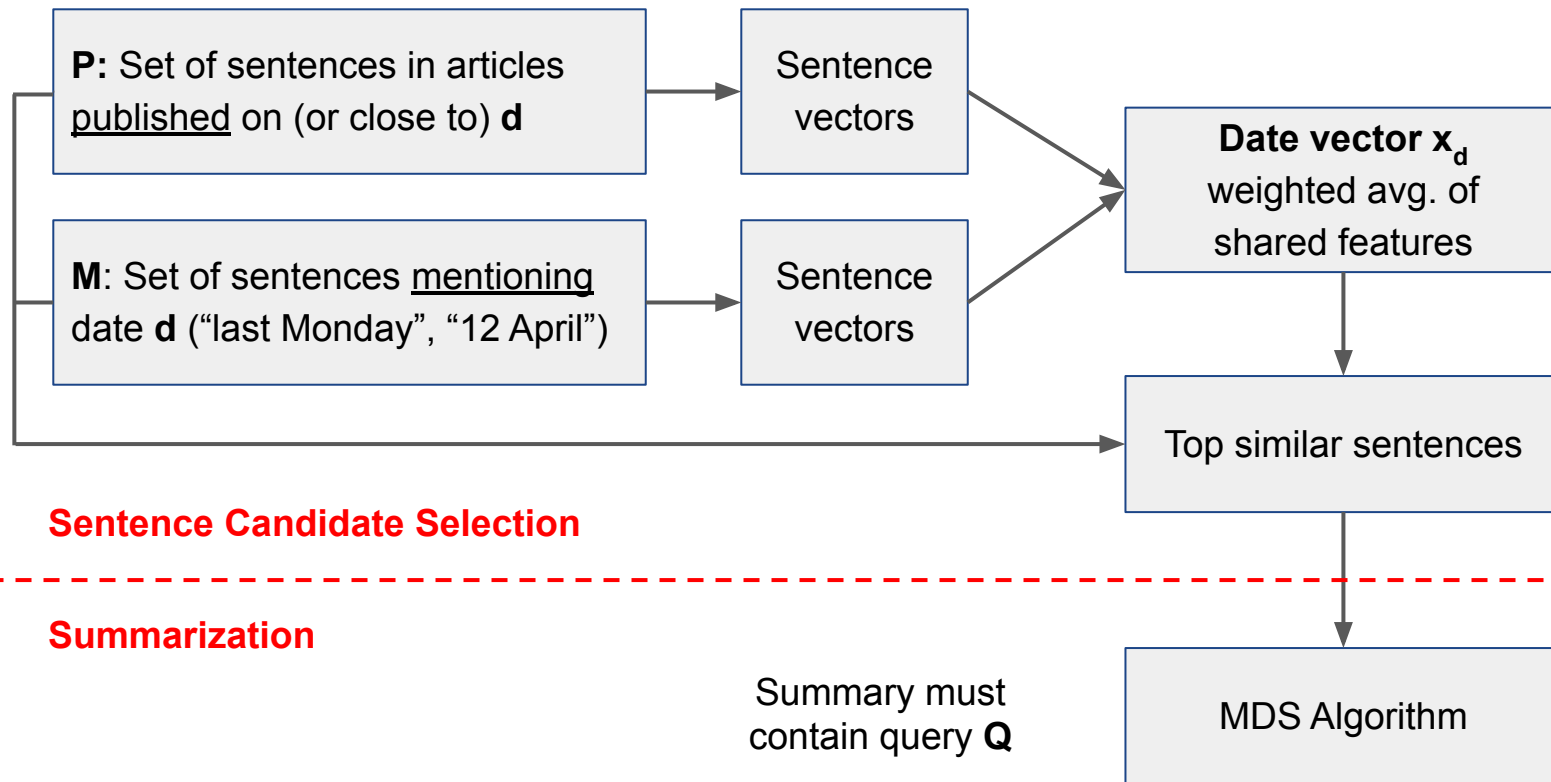 P: Set of sentences in articles
published on (or close to) d
Sentence
vectors
Date vector x_d
weighted avg. of
shared features
M: Set of sentences mentioning
date d (“last Monday”, “12 April”)
Sentence
vectors
Top similar sentences
Sentence Candidate Selection
Summarization
Summary must
contain query Q
MDS Algorithm